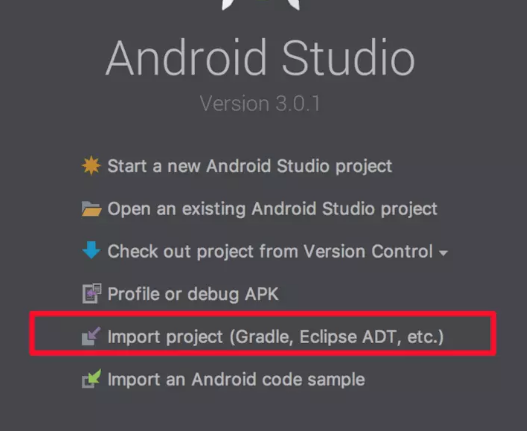 Android Studio
Version 3.0.1
Start a new Android Studio project
Open an existing Android Studio project
Check out project from Version Control
Profile or debug APK
Import project (Gradle, Eclipse ADT, etc.)
Import an Android code sample